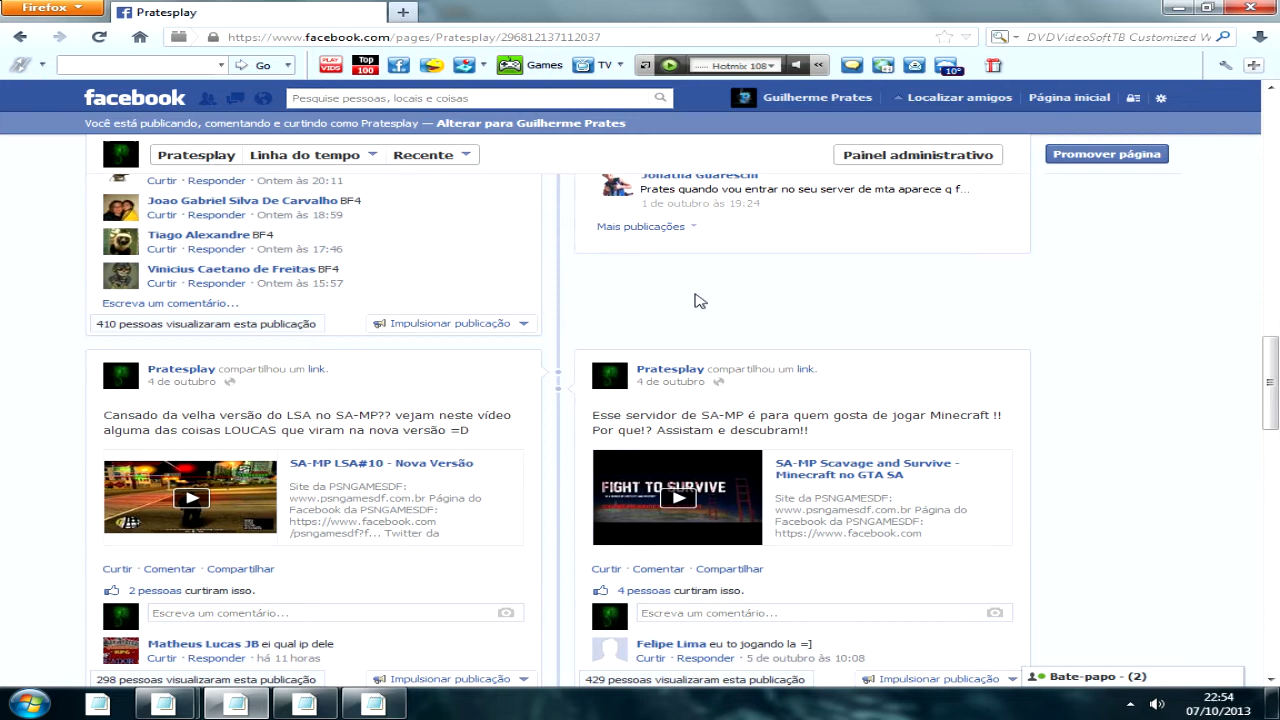 Firefox
Pratesplay
https://www.facebook.com/pages/Pratesplay/296812137112037
DVDVideoSoftTB Customized W
Go
PLAY VIDS
Top 100
Games
TV
Hotmix 108
10°
facebook
Pesquise pessoas, locais e coisas
Guilherme Prates
Localizar amigos
Página inicial
Você está publicando, comentando e curtindo como Pratesplay — Alterar para Guilherme Prates
Pratesplay
Linha do tempo
Recente
Painel administrativo
Promover página
Curtir · Responder · Ontem às 20:11
Joao Gabriel Silva De Carvalho BF4
Curtir · Responder · Ontem às 18:59
Tiago Alexandre BF4
Curtir · Responder · Ontem às 17:46
Vinicius Caetano de Freitas BF4
Curtir · Responder · Ontem às 15:57
Escreva um comentário...
410 pessoas visualizaram esta publicação
Impulsionar publicação
Jonatha Guareschi
Prates quando vou entrar no seu server de mta aparece q f...
1 de outubro às 19:24
Mais publicações
Pratesplay compartilhou um link.
4 de outubro
Cansado da velha versão do LSA no SA-MP?? vejam neste vídeo
alguma das coisas LOUCAS que viram na nova versão =D
SA-MP LSA#10 - Nova Versão
Site da PSNGAMESDF:
www.psngamesdf.com.br Página do
Facebook da PSNGAMESDF:
https://www.facebook.com
/psngamesdf?f... Twitter da
Curtir · Comentar · Compartilhar
2 pessoas curtiram isso.
Escreva um comentário...
Matheus Lucas JB ei qual ip dele
Curtir · Responder · há 11 horas
298 pessoas visualizaram esta publicação
Impulsionar publicação
Pratesplay compartilhou um link.
4 de outubro
Esse servidor de SA-MP é para quem gosta de jogar Minecraft !!
Por que!? Assistam e descubram!!
FIGHT TO SURVIVE
SA-MP Scavage and Survive -
Minecraft no GTA SA
Site da PSNGAMESDF:
www.psngamesdf.com.br Página do
Facebook da PSNGAMESDF:
https://www.facebook.com
Curtir · Comentar · Compartilhar
4 pessoas curtiram isso.
Escreva um comentário...
Felipe Lima eu to jogando la =]
Curtir · Responder · 5 de outubro às 10:08
429 pessoas visualizaram esta publicação
Impulsionar publicação
Bate-papo - (2)
22:54
07/10/2013